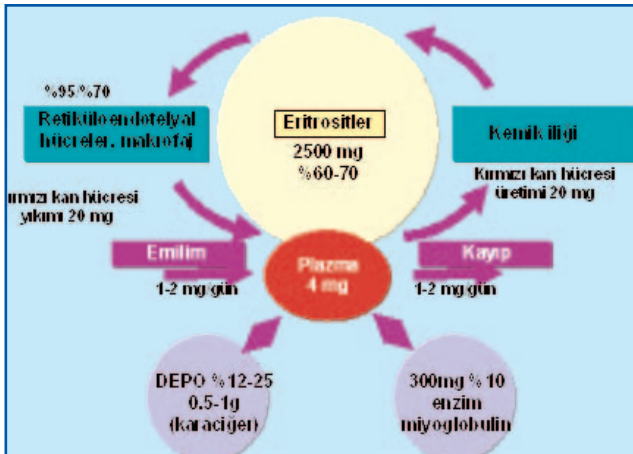 %95/%70
Retiküloendotelyal
hücreler, makrofaj
Eritrositler
2500 mg
%60-70
Kemik iliği
Kırmızı kan hücresi
üretimi 20 mg
ırmızı kan hücresi
yıkımı 20 mg
Emilim
1-2 mg/gün
Plazma
4 mg
Kayıp
1-2 mg/gün
DEPO %12-25
0.5-1g
(karaciğer)
300mg %10
enzim
miyoglobulin